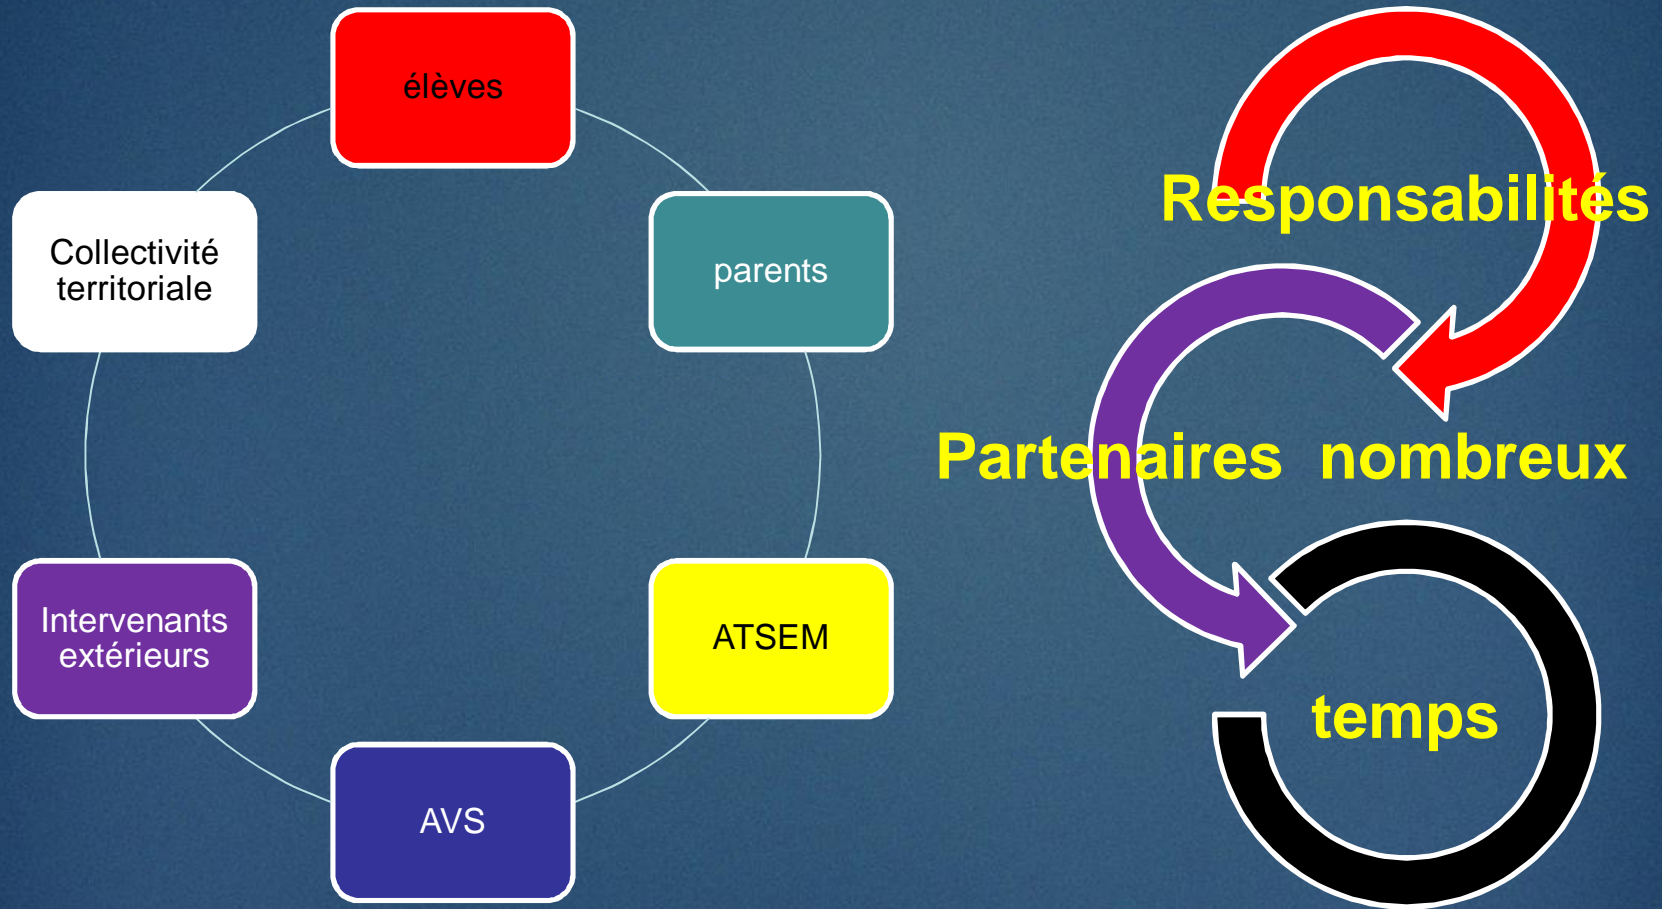 élèves
parents
ATSEM
AVS
Intervenants
extérieurs
Collectivité
territoriale
Responsabilités
Partenaires nombreux
temps